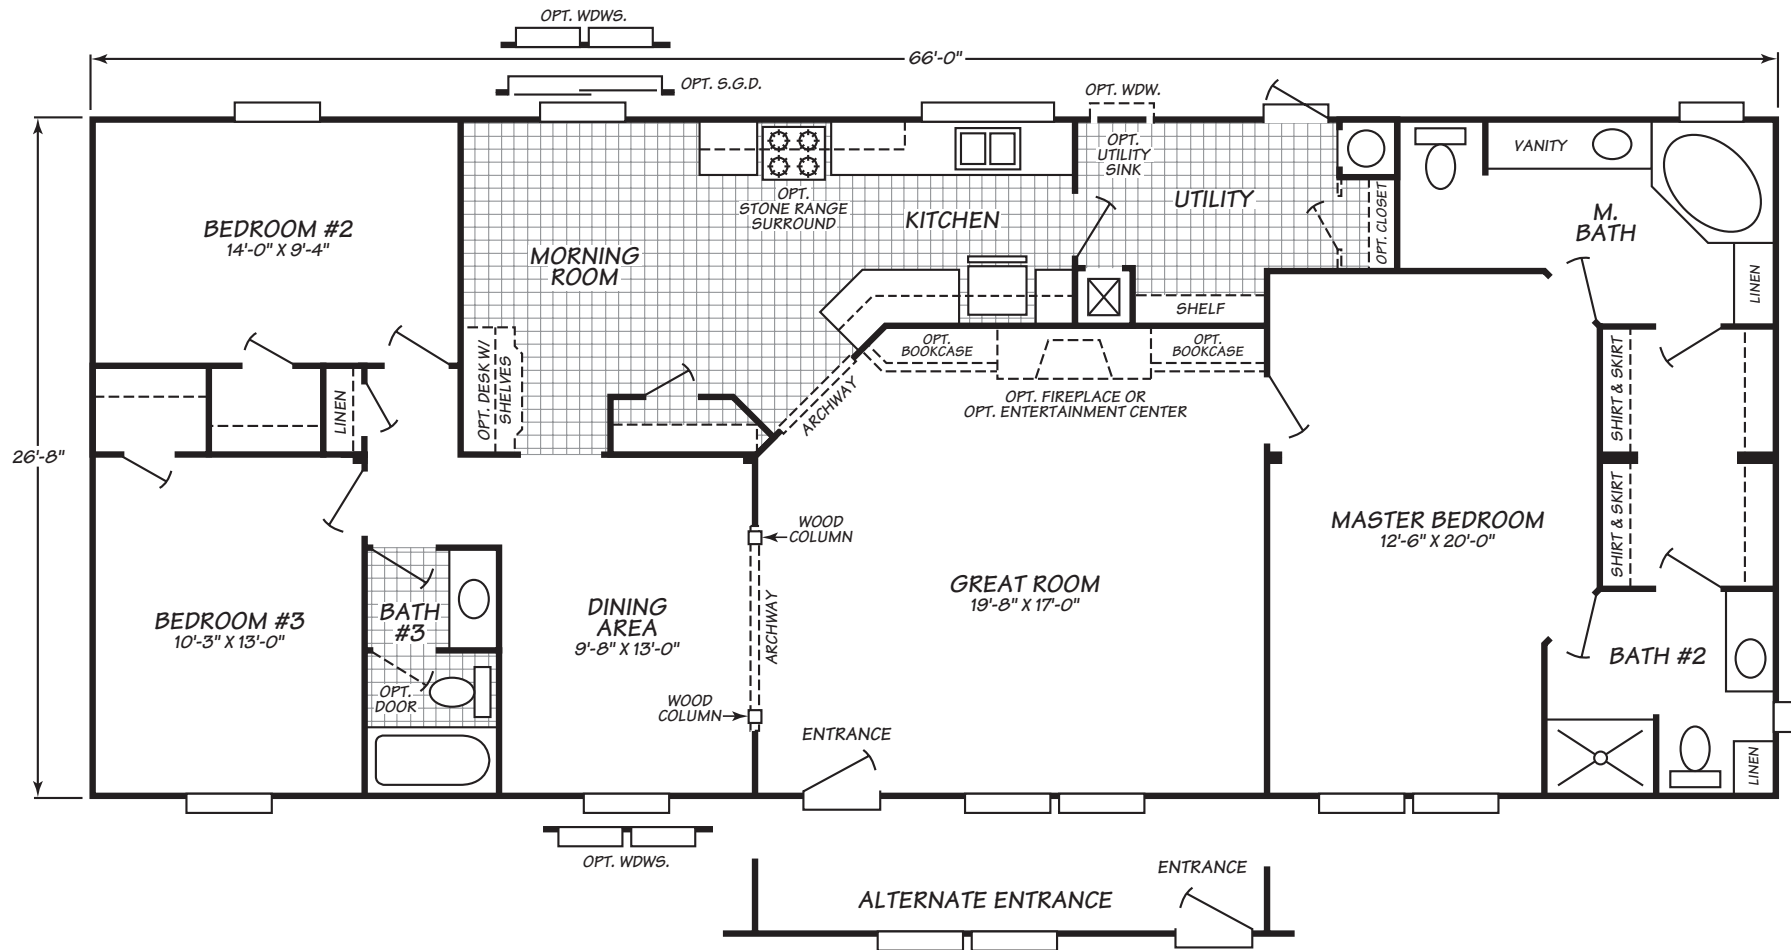 OPT. WDWS.
66'-0"
OPT. S.G.D.
OPT. WDW.
OPT.
UTILITY
SINK
VANITY
BEDROOM #2
14'-0" X 9'-4"
MORNING
ROOM
OPT.
STONE RANGE
SURROUND
KITCHEN
UTILITY
OPT. CLOSET
M.
BATH
LINEN
SHELF
OPT.
BOOKCASE
OPT.
BOOKCASE
OPT. FIREPLACE OR
OPT. ENTERTAINMENT CENTER
ARCHWAY
OPT. DESK W/
SHELVES
LINEN
SHIRT & SKIRT
SHIRT & SKIRT
26'-8"
WOOD
COLUMN
MASTER BEDROOM
12'-6" X 20'-0"
GREAT ROOM
19'-8" X 17'-0"
BEDROOM #3
10'-3" X 13'-0"
BATH
#3
DINING
AREA
9'-8" X 13'-0"
ARCHWAY
BATH #2
OPT.
DOOR
WOOD
COLUMN
ENTRANCE
LINEN
OPT. WDWS.
ENTRANCE
ALTERNATE ENTRANCE